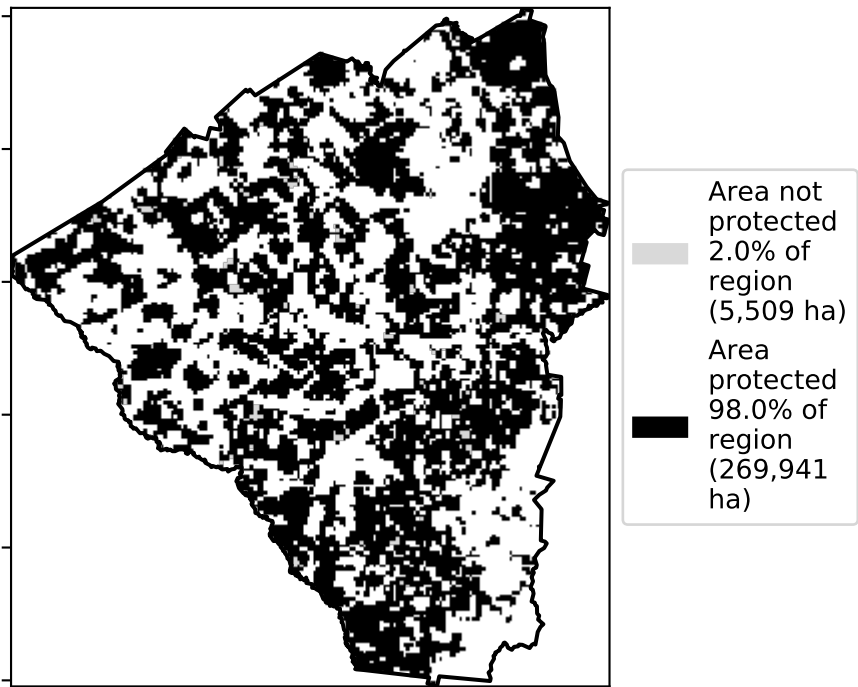 Area not
protected
2.0% of
region
(5,509 ha)
Area
protected
98.0% of
region
(269,941
ha)